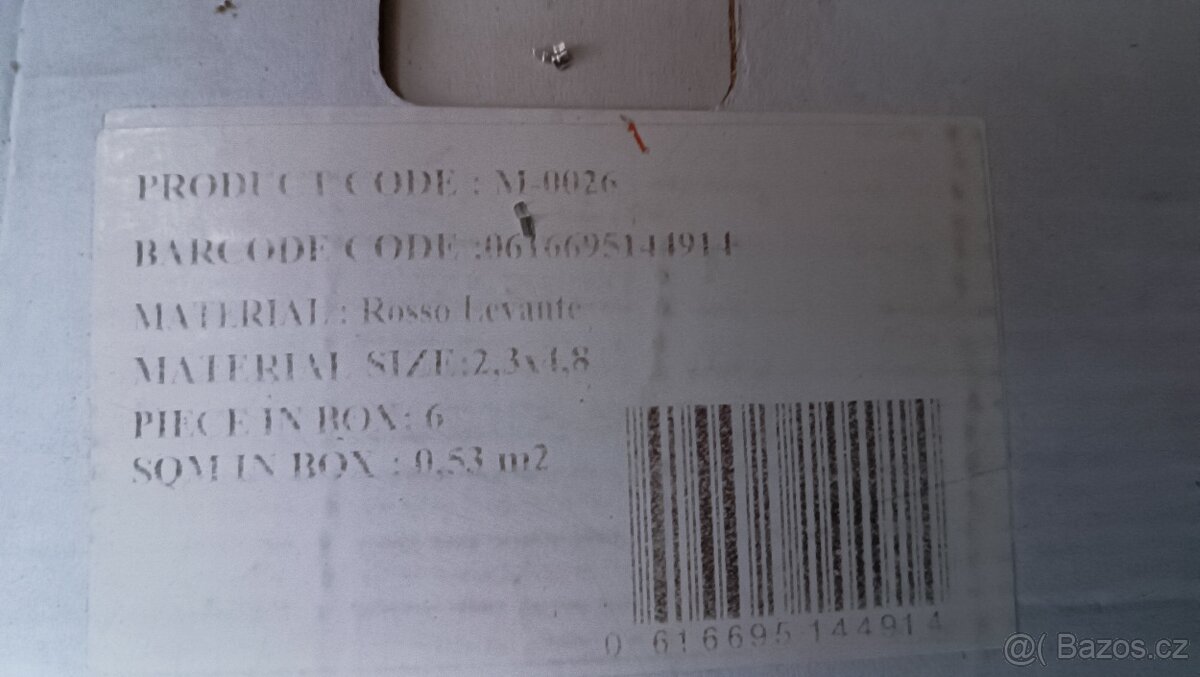 PRODUCT CODE : M-0026
BARCODE CODE :0616695144914
MATERIAL : Rosso Levante
MATERIAL SIZE:2,3x4,8
PIECE IN BOX: 6
SQM IN BOX : 0,53 m2
0 616695 144914
@( Bazos.cz